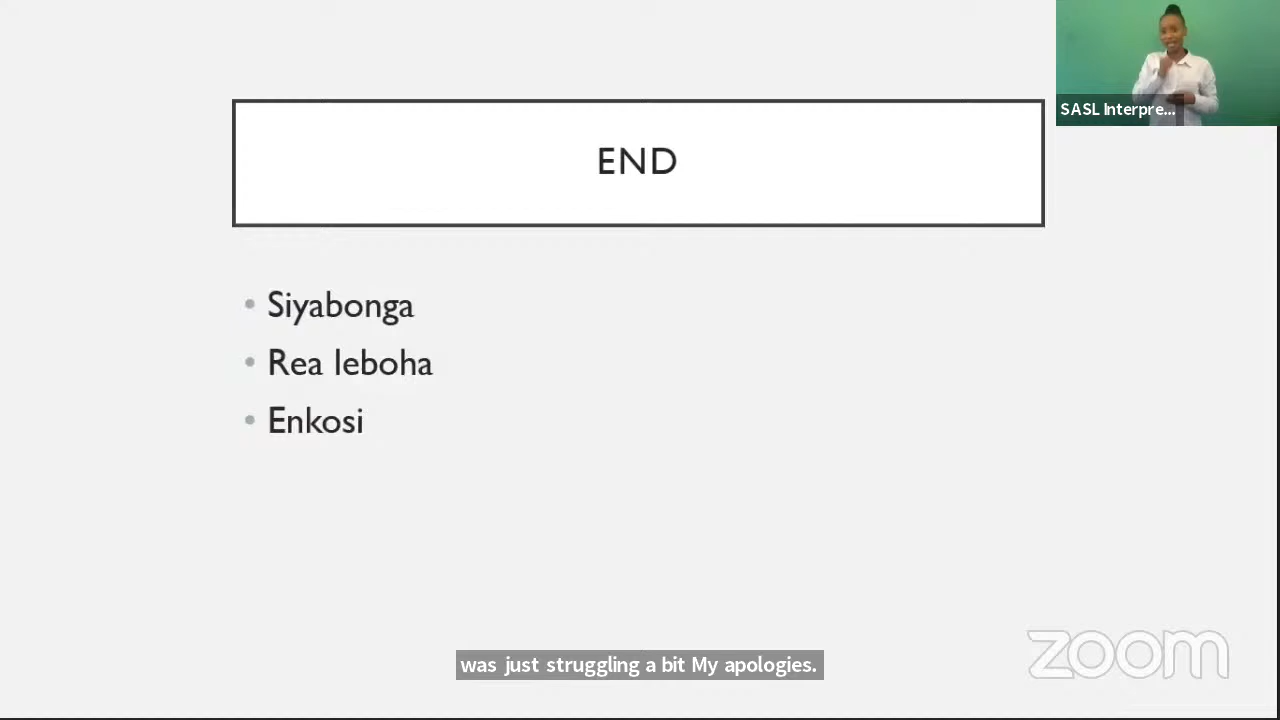 SASL Interpre...
END
• Siyabonga
• Rea leboha
• Enkosi
was just struggling a bit My apologies.
zoom